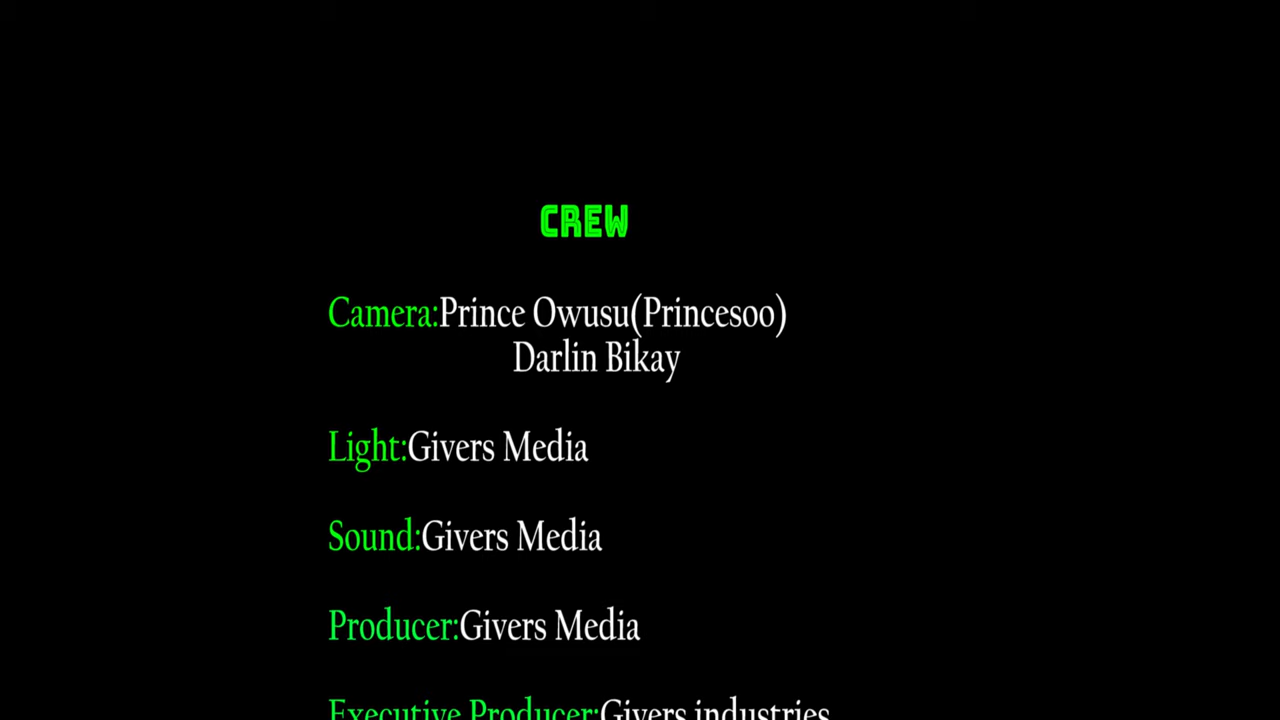 CREW
Camera:Prince Owusu(Princesoo)
Darlin Bikay
Light:Givers Media
Sound:Givers Media
Producer:Givers Media
Executive Producer:Givers industries